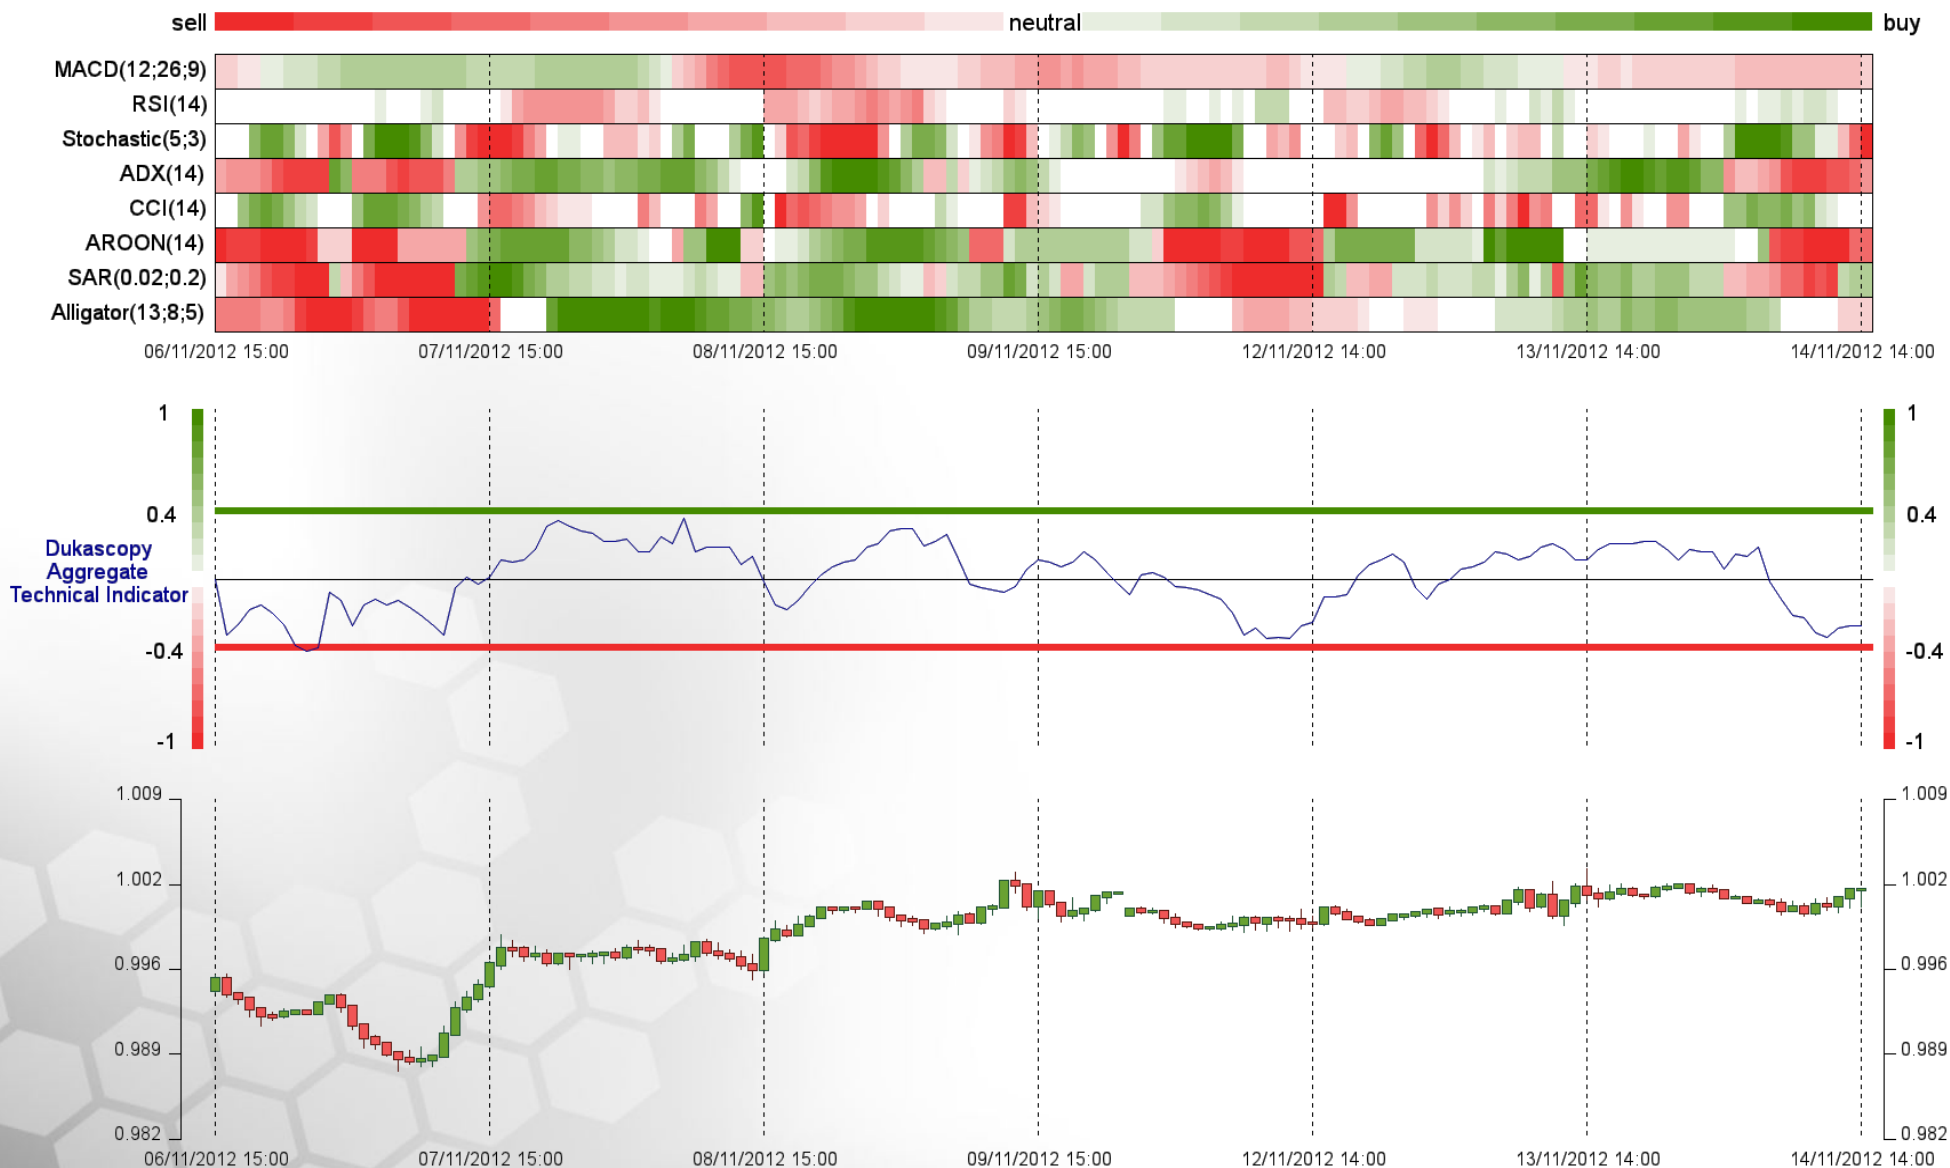 sell neutral buy
MACD(12;26;9)
RSI(14)
Stochastic(5;3)
ADX(14)
CCI(14)
AROON(14)
SAR(0.02;0.2)
Alligator(13;8;5)
06/11/2012 15:00 07/11/2012 15:00 08/11/2012 15:00 09/11/2012 15:00 12/11/2012 14:00 13/11/2012 14:00 14/11/2012 14:00
1 1
0.4 0.4
Dukascopy
Aggregate
Technical Indicator
-0.4 -0.4
-1 -1
1.009 1.009
1.002 1.002
0.996 0.996
0.989 0.989
0.982 0.982
06/11/2012 15:00 07/11/2012 15:00 08/11/2012 15:00 09/11/2012 15:00 12/11/2012 14:00 13/11/2012 14:00 14/11/2012 14:00